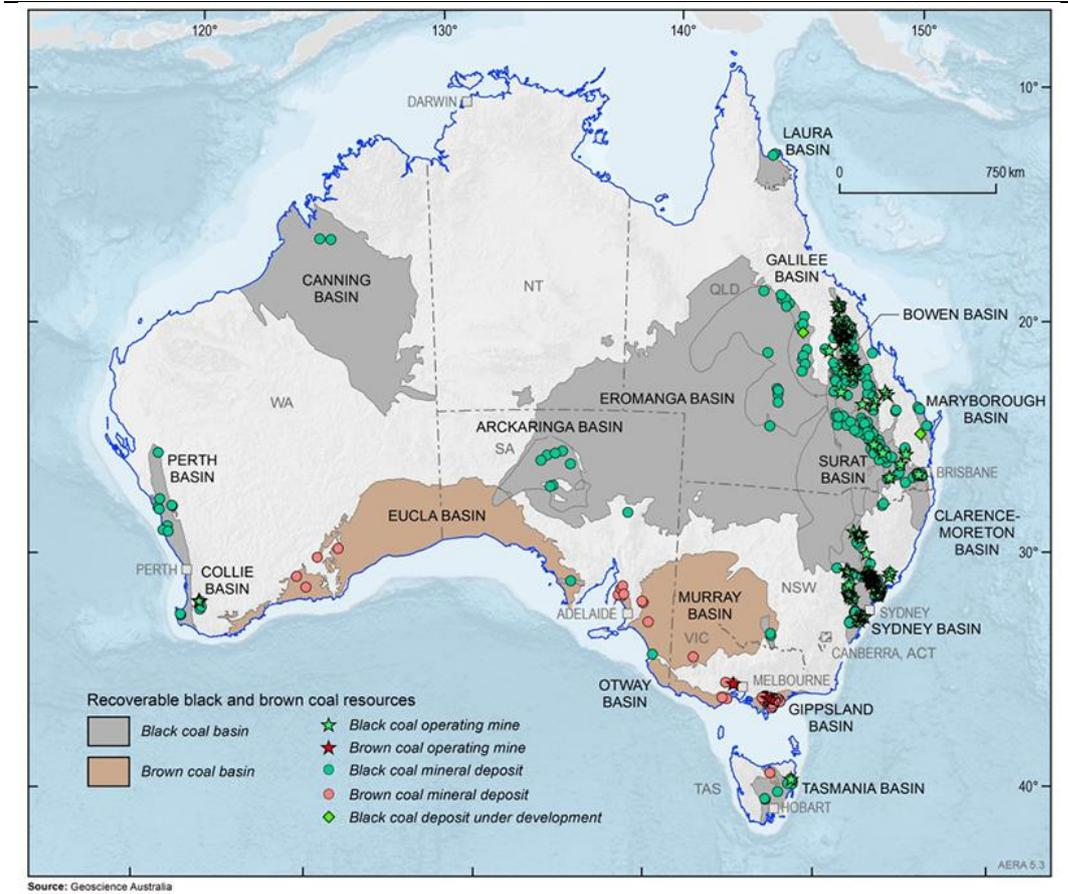 120°
130°
140°
150°
10°
DARWIN
LAURA
BASIN
0
750 km
CANNING
BASIN
NT
GALILEE
BASIN
QLD
BOWEN BASIN
20°
WA
EROMANGA BASIN
MARYBOROUGH
BASIN
ARCKARINGA BASIN
SA
PERTH
BASIN
SURAT
BASIN
BRISBANE
EUCLA BASIN
CLARENCE-
MORETON
BASIN
30°
PERTH
COLLIE
BASIN
NSW
MURRAY
BASIN
ADELAIDE
SYDNEY
SYDNEY BASIN
VIC
CANBERRA, ACT
OTWAY
BASIN
MELBOURNE
GIPPSLAND
BASIN
Recoverable black and brown coal resources
Black coal basin
Brown coal basin
Black coal operating mine
Brown coal operating mine
Black coal mineral deposit
Brown coal mineral deposit
Black coal deposit under development
40°
TAS
TASMANIA BASIN
HOBART
AERA 5.3
Source: Geoscience Australia